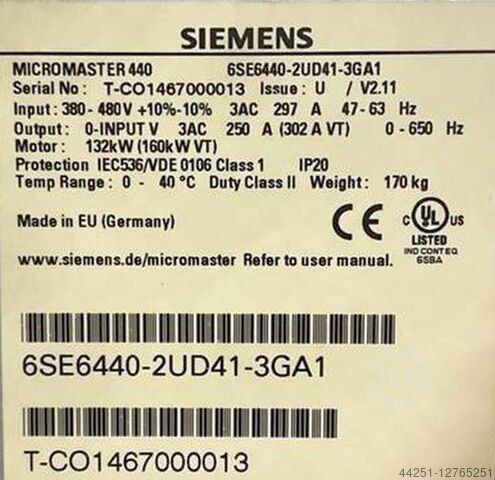 SIEMENS
MICROMASTER 440 6SE6440-2UD41-3GA1
Serial No : T-CO1467000013 Issue : U / V2.11
Input : 380 - 480V +10%-10% 3AC 297 A 47 - 63 Hz
Output : 0-INPUT V 3AC 250 A (302 A VT) 0 - 650 Hz
Motor : 132kW (160kW VT)
Protection IEC536/VDE 0106 Class 1 IP20
Temp Range : 0 - 40°C Duty Class II Weight : 170 kg
Made in EU (Germany)
CE
C UL US
LISTED
IND CONT EQ
65BA
www.siemens.de/micromaster Refer to user manual.
6SE6440-2UD41-3GA1
T-CO1467000013
44251-12765251